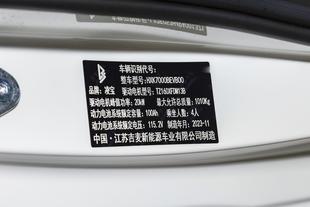 车辆识别代号:
整车型号:HXK7000BEVB00
品牌:凌宝 驱动电机型号:TZ160XFDM13B
驱动电机峰值功率:20kW 最大允许总质量:1010Kg
动力电池系统额定容量:100Ah 乘坐人数:4人
动力电池系统额定电压:115.2V 制造年月:2023-11
中国·江苏吉麦新能源车业有限公司制造